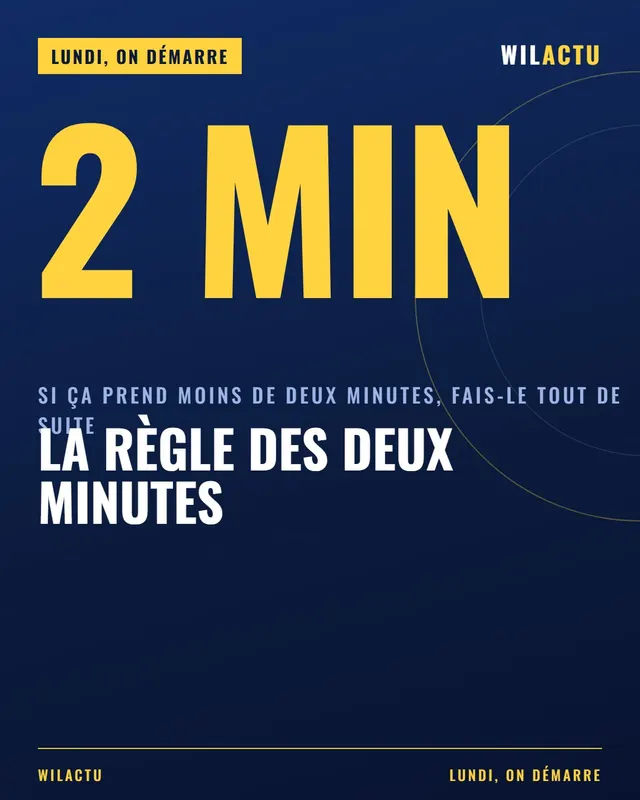 LUNDI, ON DÉMARRE
WILACTU
2 MIN
SI ÇA PREND MOINS DE DEUX MINUTES, FAIS-LE TOUT DE
SUITE
LA RÈGLE DES DEUX
MINUTES
WILACTU
LUNDI, ON DÉMARRE